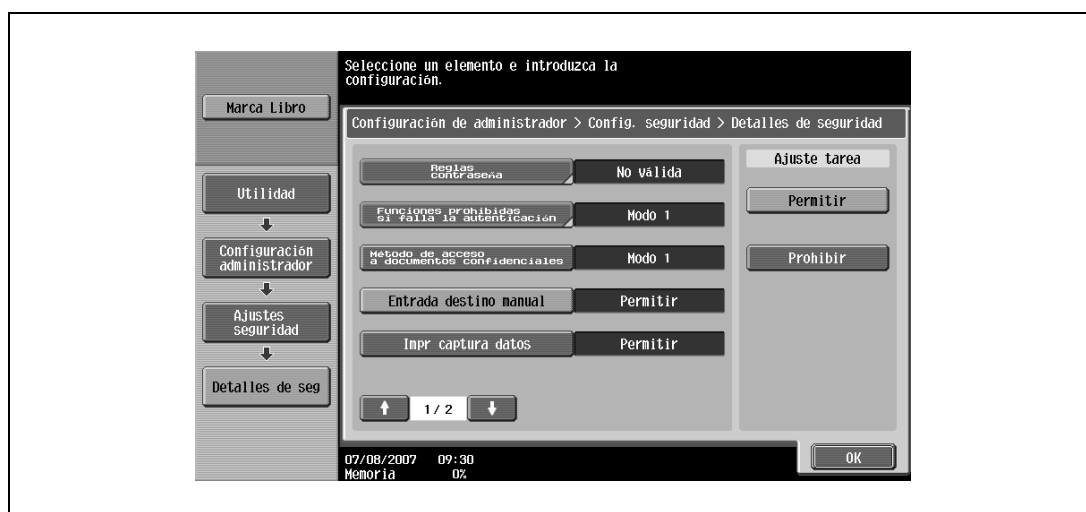 Seleccione un elemento e introduzca la
configuración.
Marca Libro
Configuración de administrador > Config. seguridad > Detalles de seguridad
Utilidad
Configuración
administrador
Ajustes
seguridad
Detalles de seg
Reglas
contraseña
No válida
Funciones prohibidas
si falla la autenticación
Modo 1
Método de acceso
a documentos confidenciales
Modo 1
Entrada destino manual
Permitir
Impr captura datos
Permitir
1/ 2
Ajuste tarea
Permitir
Prohibir
07/08/2007 09:30
Memoria 0%
OK